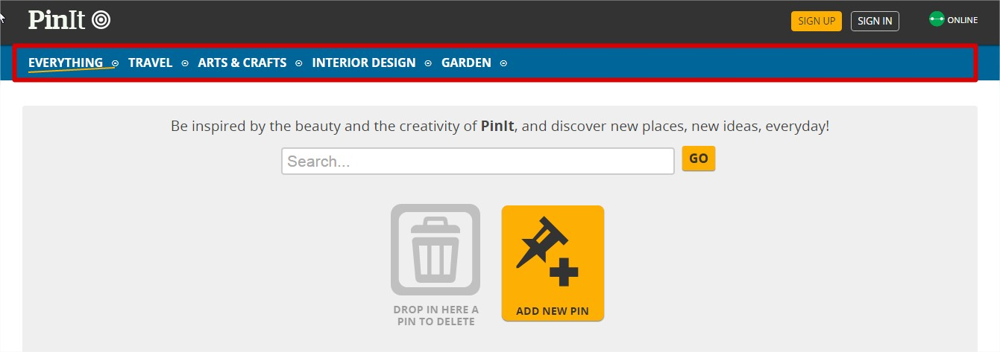 PinIt
SIGN UP
SIGN IN
ONLINE
EVERYTHING TRAVEL ARTS & CRAFTS INTERIOR DESIGN GARDEN
Be inspired by the beauty and the creativity of PinIt, and discover new places, new ideas, everyday!
Search...
GO
DROP IN HERE A
PIN TO DELETE
ADD NEW PIN